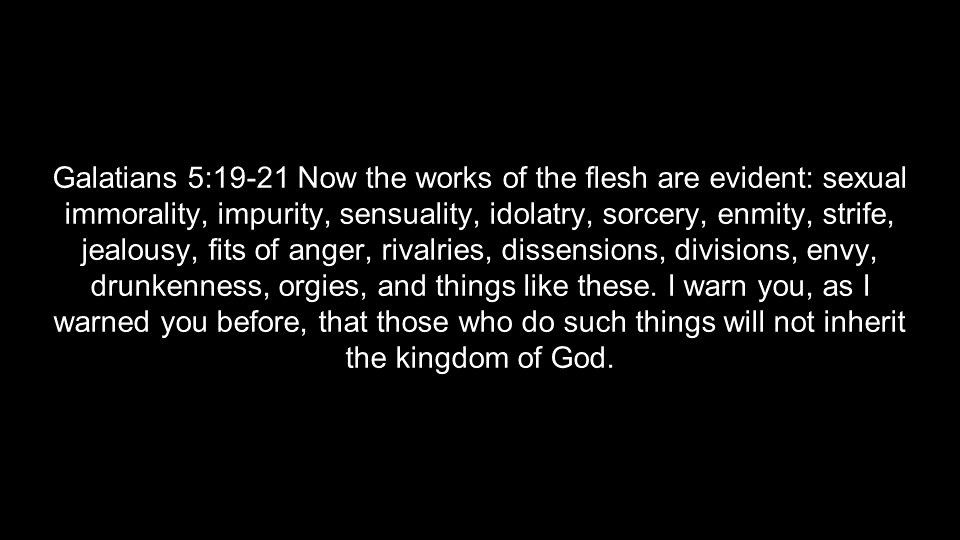 Galatians 5:19-21 Now the works of the flesh are evident: sexual
immorality, impurity, sensuality, idolatry, sorcery, enmity, strife,
jealousy, fits of anger, rivalries, dissensions, divisions, envy,
drunkenness, orgies, and things like these. I warn you, as I
warned you before, that those who do such things will not inherit
the kingdom of God.